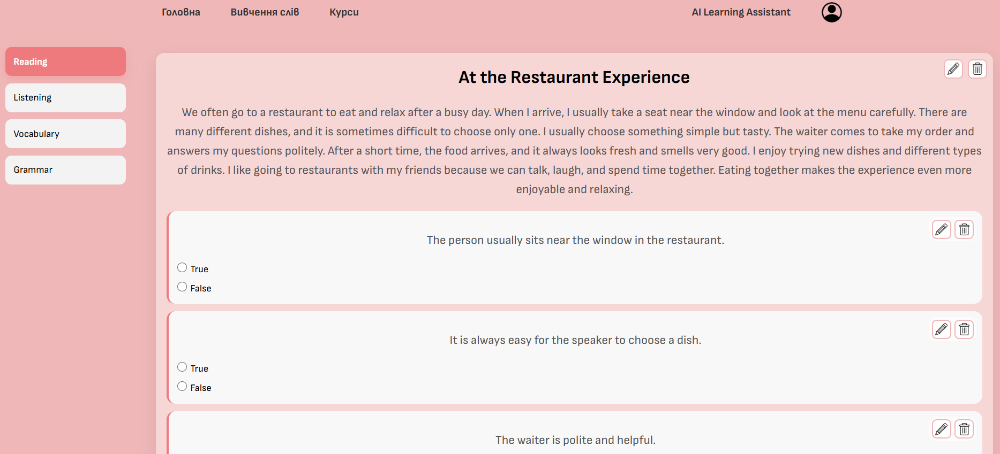 Головна Вивчення слів Курси AI Learning Assistant
Reading
Listening
Vocabulary
Grammar
At the Restaurant Experience
We often go to a restaurant to eat and relax after a busy day. When I arrive, I usually take a seat near the window and look at the menu carefully. There are
many different dishes, and it is sometimes difficult to choose only one. I usually choose something simple but tasty. The waiter comes to take my order and
answers my questions politely. After a short time, the food arrives, and it always looks fresh and smells very good. I enjoy trying new dishes and different types
of drinks. I like going to restaurants with my friends because we can talk, laugh, and spend time together. Eating together makes the experience even more
enjoyable and relaxing.
The person usually sits near the window in the restaurant.
True
False
It is always easy for the speaker to choose a dish.
True
False
The waiter is polite and helpful.